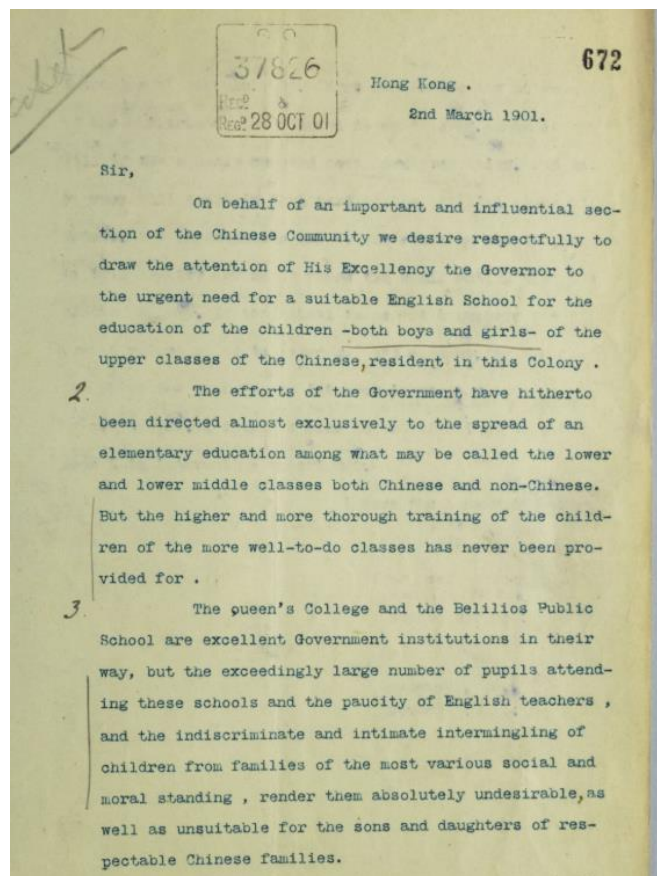 672
37826
REGD
REGD 28 OCT 01
Hong Kong .
2nd March 1901.
Sir,
On behalf of an important and influential sec-
tion of the Chinese Community we desire respectfully to
draw the attention of His Excellency the Governor to
the urgent need for a suitable English School for the
education of the children -both boys and girls- of the
upper classes of the Chinese, resident in this Colony .
2. The efforts of the Government have hitherto
been directed almost exclusively to the spread of an
elementary education among what may be called the lower
and lower middle classes both Chinese and non-Chinese.
But the higher and more thorough training of the child-
ren of the more well-to-do classes has never been pro-
vided for .
3. The queen's College and the Belilios Public
School are excellent Government institutions in their
way, but the exceedingly large number of pupils attend-
ing these schools and the paucity of English teachers ,
and the indiscriminate and intimate intermingling of
children from families of the most various social and
moral standing , render them absolutely undesirable, as
well as unsuitable for the sons and daughters of res-
pectable Chinese families.